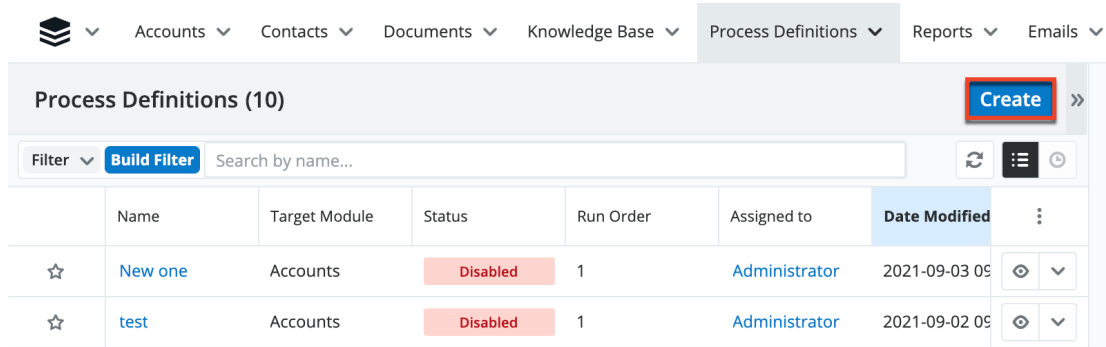 Accounts Contacts Documents Knowledge Base Process Definitions Reports Emails
Process Definitions (10) Create
Filter Build Filter Search by name...
Name Target Module Status Run Order Assigned to Date Modified
New one Accounts Disabled 1 Administrator 2021-09-03 09
test Accounts Disabled 1 Administrator 2021-09-02 09